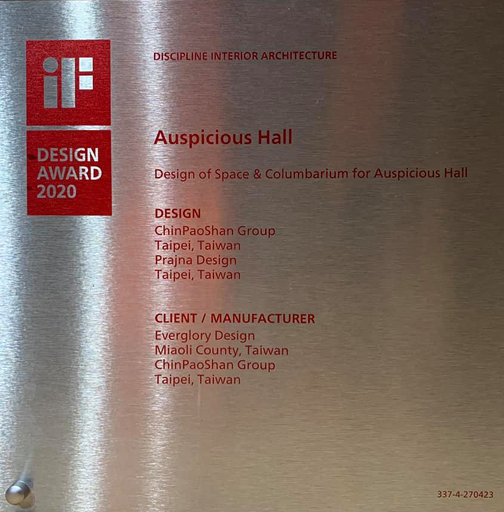 iF
DESIGN
AWARD
2020
DISCIPLINE INTERIOR ARCHITECTURE
Auspicious Hall
Design of Space & Columbarium for Auspicious Hall
DESIGN
ChinPaoShan Group
Taipei, Taiwan
Prajna Design
Taipei, Taiwan
CLIENT / MANUFACTURER
Everglory Design
Miaoli County, Taiwan
ChinPaoShan Group
Taipei, Taiwan
337-4-270423